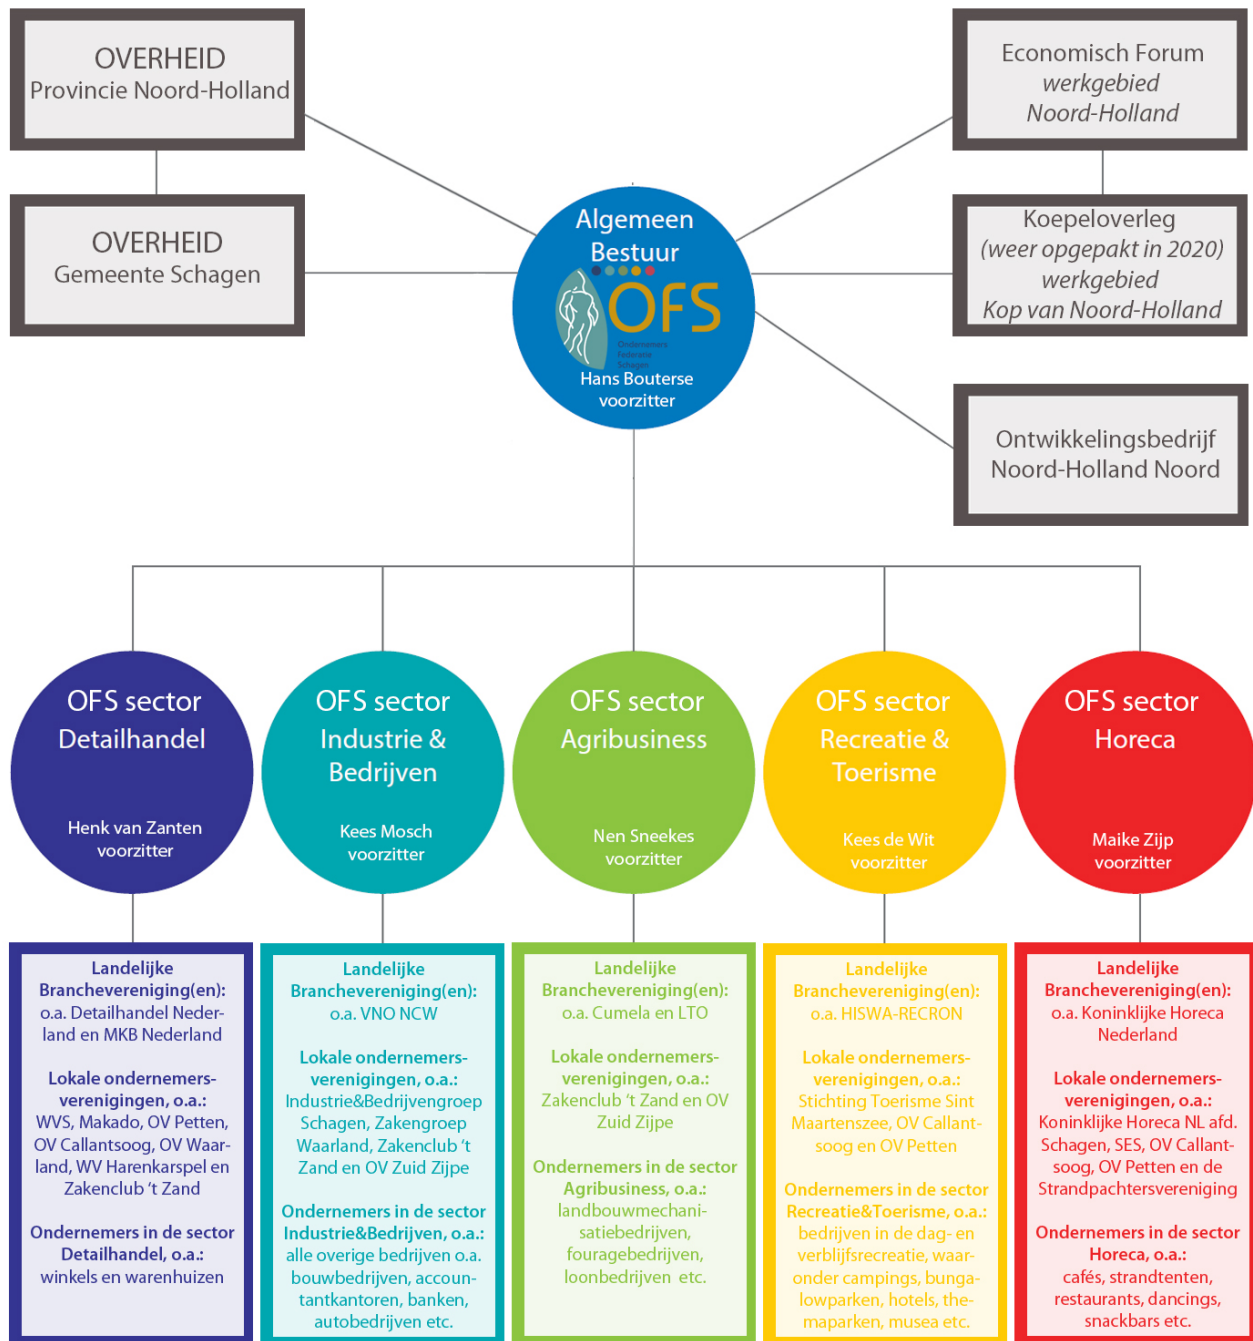 OVERHEID
Provincie Noord-Holland
OVERHEID
Gemeente Schagen
Economisch Forum
werkgebied
Noord-Holland
Koepeloverleg
(weer opgepakt in 2020)
werkgebied
Kop van Noord-Holland
Ontwikkelingsbedrijf
Noord-Holland Noord
Algemeen
Bestuur
OFS
Ondernemers
Federatie
Schagen
Hans Bouterse
voorzitter
OFS sector
Detailhandel
Henk van Zanten
voorzitter
OFS sector
Industrie &
Bedrijven
Kees Mosch
voorzitter
OFS sector
Agribusiness
Nen Sneekes
voorzitter
OFS sector
Recreatie &
Toerisme
Kees de Wit
voorzitter
OFS sector
Horeca
Maike Zijp
voorzitter
Landelijke
Branchevereniging(en):
o.a. Detailhandel Neder-
land en MKB Nederland
Lokale ondernemers-
verenigingen, o.a.:
WVS, Makado, OV Petten,
OV Callantsoog, OV Waar-
land, WV Harenkarspel en
Zakenclub ‘t Zand
Ondernemers in de sector
Detailhandel, o.a.:
winkels en warenhuizen
Landelijke
Branchevereniging(en):
o.a. VNO NCW
Lokale ondernemers-
verenigingen, o.a.:
Industrie&Bedrijvengroep
Schagen, Zakengroep
Waarland, Zakenclub ‘t
Zand en OV Zuid Zijpe
Ondernemers in de sector
Industrie&Bedrijven, o.a.:
alle overige bedrijven o.a.
bouwbedrijven, accoun-
tantkantoren, banken,
autobedrijven etc.
Landelijke
Branchevereniging(en):
o.a. Cumela en LTO
Lokale ondernemers-
verenigingen, o.a.:
Zakenclub ‘t Zand en OV
Zuid Zijpe
Ondernemers in de sector
Agribusiness, o.a.:
landbouwmechani-
satiebedrijven,
fouragebedrijven,
loonbedrijven etc.
Landelijke
Branchevereniging(en):
o.a. HISWA-RECRON
Lokale ondernemers-
verenigingen, o.a.:
Stichting Toerisme Sint
Maartenszee, OV Callant-
soog en OV Petten
Ondernemers in de sector
Recreatie&Toerisme, o.a.:
bedrijven in de dag- en
verblijfsrecreatie, waar-
onder campings, bunga-
lowparken, hotels, the-
maparken, musea etc.
Landelijke
Branchevereniging(en):
o.a. Koninklijke Horeca
Nederland
Lokale ondernemers-
verenigingen, o.a.:
Koninklijke Horeca NL afd.
Schagen, SES, OV Callant-
soog, OV Petten en de
Strandpachtersvereniging
Ondernemers in de sector
Horeca, o.a.:
cafés, strandtenten,
restaurants, dancings,
snackbars etc.